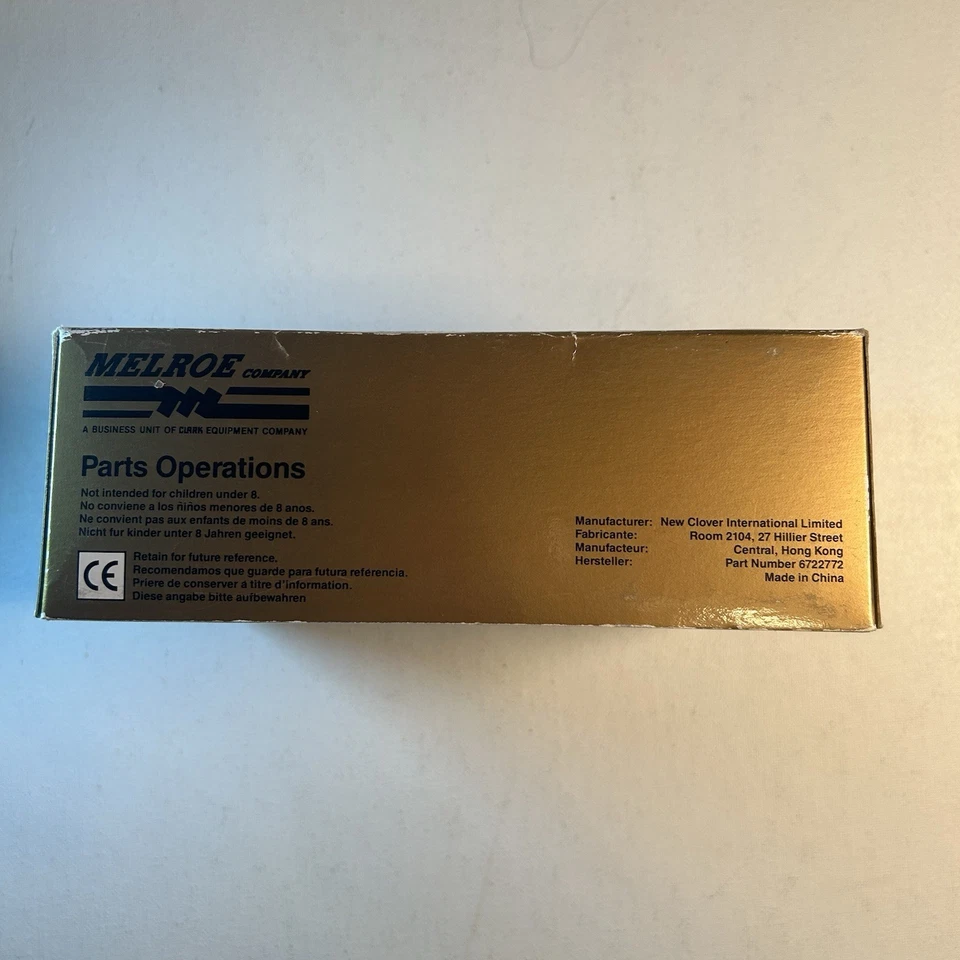 MELROE COMPANY
A BUSINESS UNIT OF CLARK EQUIPMENT COMPANY
Parts Operations
Not intended for children under 8.
No conviene a los ñiños menores de 8 anos.
Ne convient pas aux enfants de moins de 8 ans.
Nicht fur kinder unter 8 Jahren geeignet.
CE
Retain for future reference.
Recomendamos que guarde para futura referencia.
Priere de conserver a titre d'information.
Diese angabe bitte aufbewahren
Manufacturer: New Clover International Limited
Fabricante: Room 2104, 27 Hillier Street
Manufacteur: Central, Hong Kong
Hersteller: Part Number 6722772
Made in China